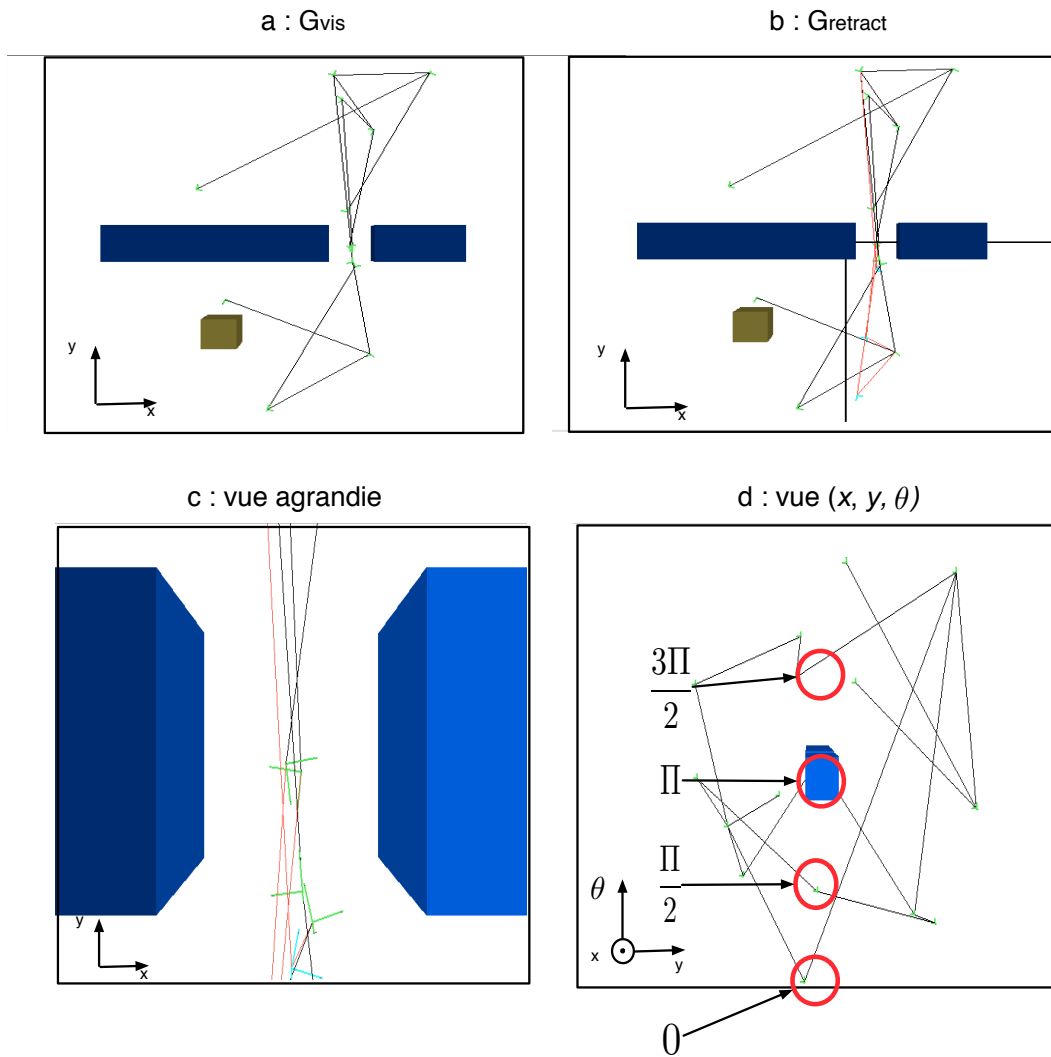 a : Gvis
b : Gretract
y
x
y
x
c : vue agrandie
d : vue (x, y, θ)
y
x
3Π
2
Π
Π
2
θ
x
y
0